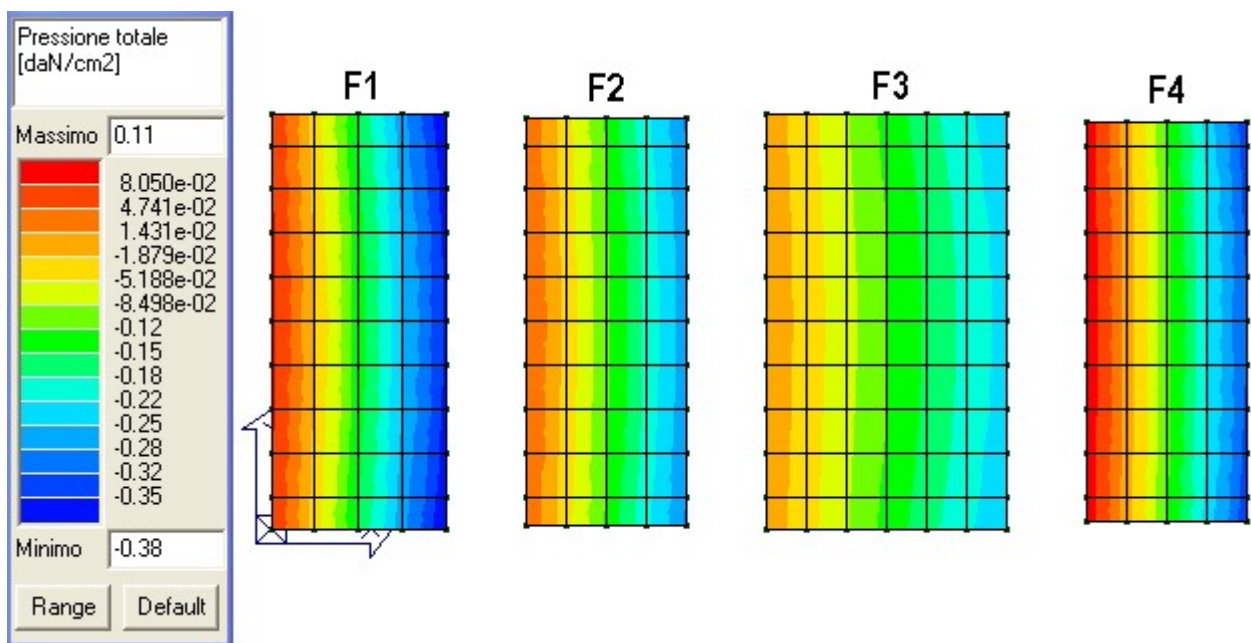 Pressione totale
[daN/cm2]
Massimo 0.11
8.050e-02
4.741e-02
1.431e-02
-1.879e-02
-5.188e-02
-8.498e-02
-0.12
-0.15
-0.18
-0.22
-0.25
-0.28
-0.32
-0.35
Minimo -0.38
Range Default
F1 F2 F3 F4